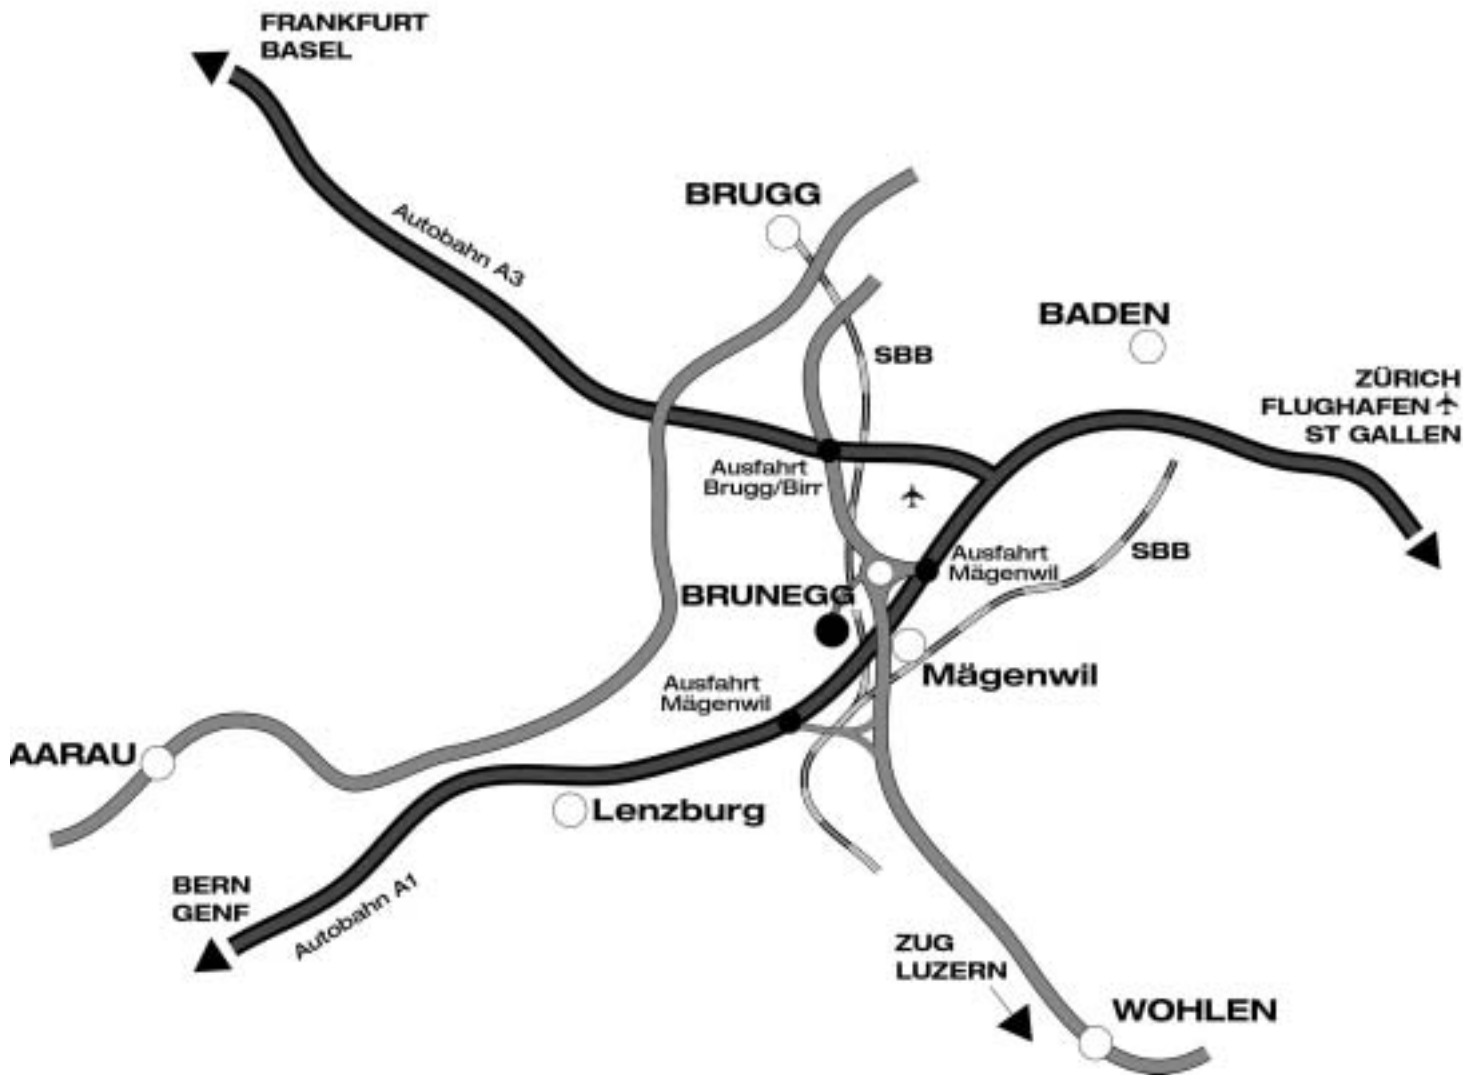 FRANKFURT
BASEL
BRUGG
Autobahn A3
BADEN
SBB
ZÜRICH
FLUGHAFEN
ST GALLEN
Ausfahrt
Brugg/Birr
Ausfahrt
Mägenwil
SBB
BRUNEGG
Mägenwil
Ausfahrt
Mägenwil
AARAU
Lenzburg
BERN
GENF
Autobahn A1
ZUG
LUZERN
WOHLEN